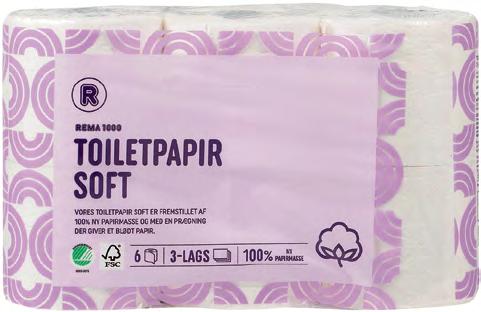 R
REMA 1000
TOILETPAPIR
SOFT
VORES TOILETPAPIR SOFT ER FREMSTILLET AF
100% NY PAPIRMASSE OG MED EN PRÆGNING
DER GIVER ET BLØDT PAPIR.
FSC
6 3-LAGS 100% NY PAPIRMASSE